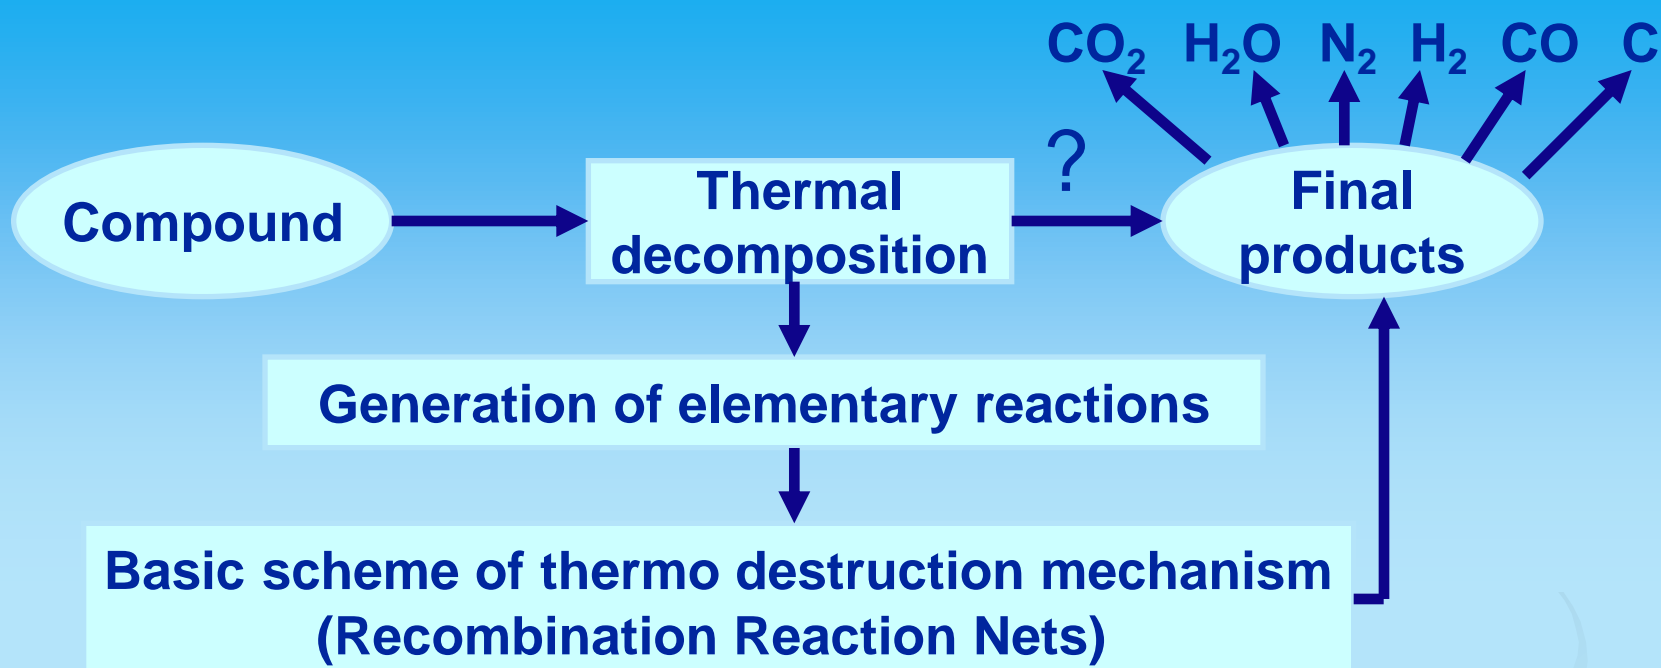 CO₂ H₂O N₂ H₂ CO C
?
Compound
Thermal
decomposition
Final
products
Generation of elementary reactions
Basic scheme of thermo destruction mechanism
(Recombination Reaction Nets)